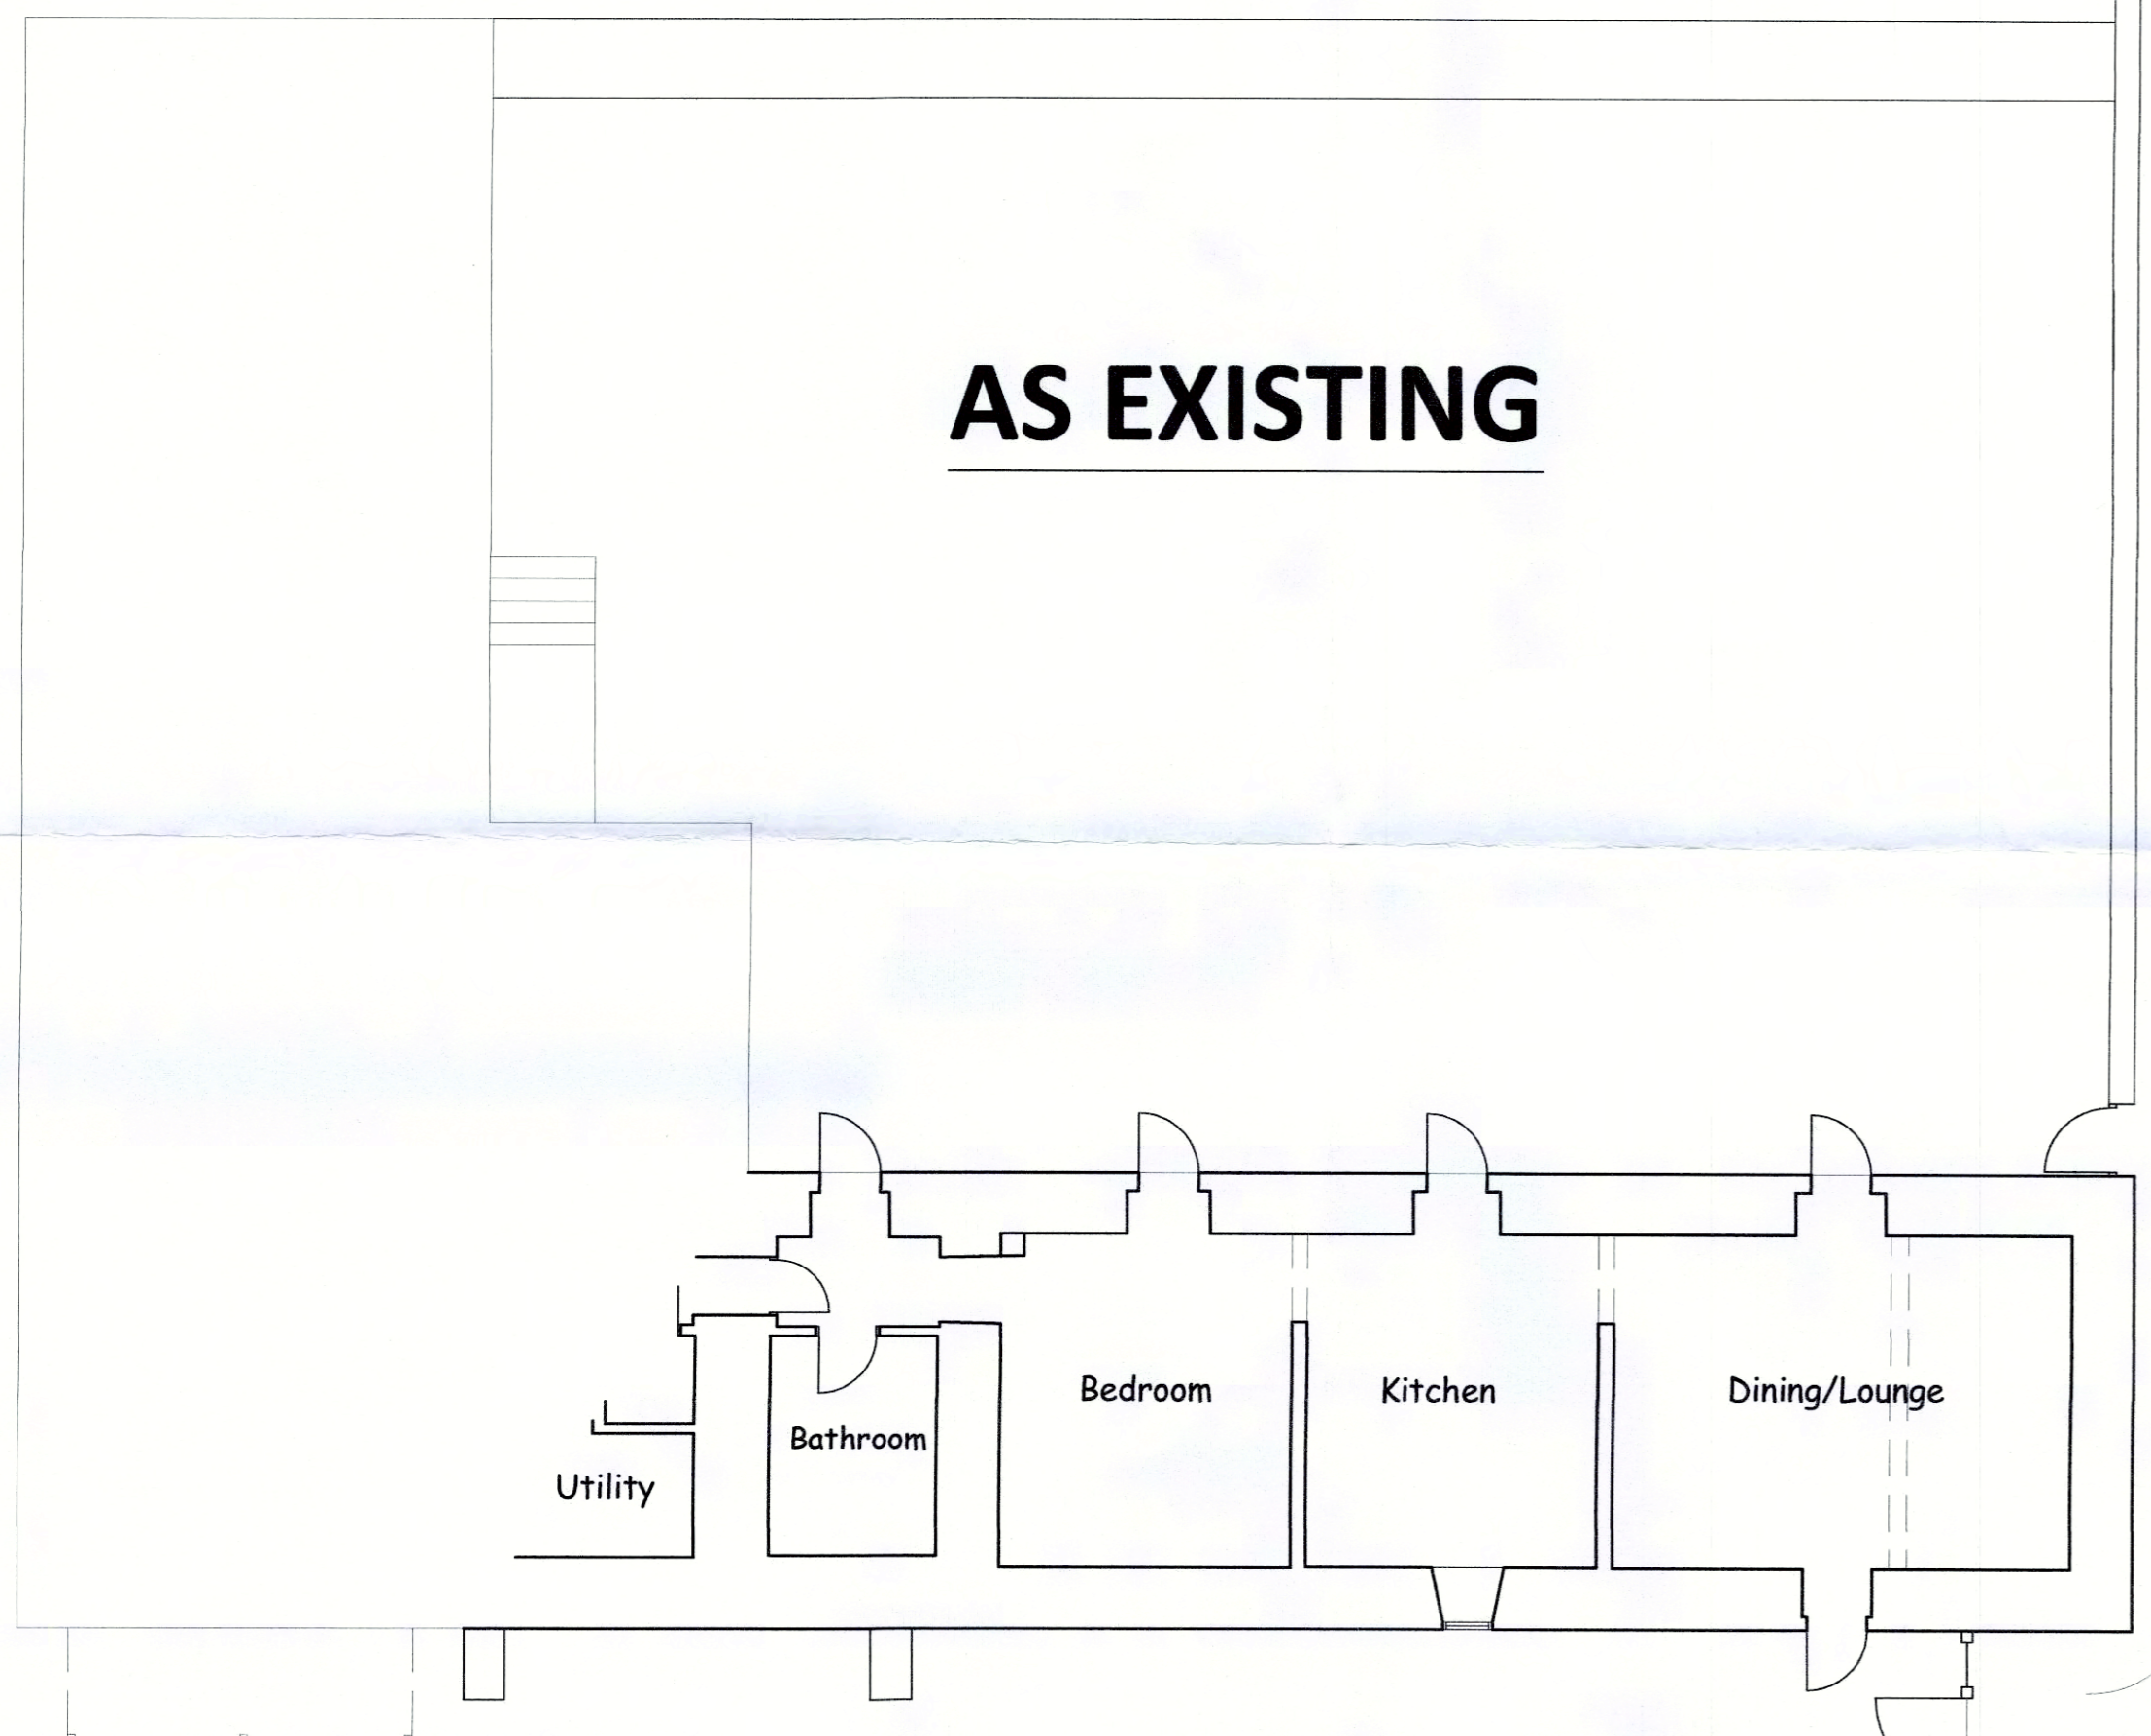 AS EXISTING
Bedroom
Kitchen
Dining/Lounge
Bathroom
Utility